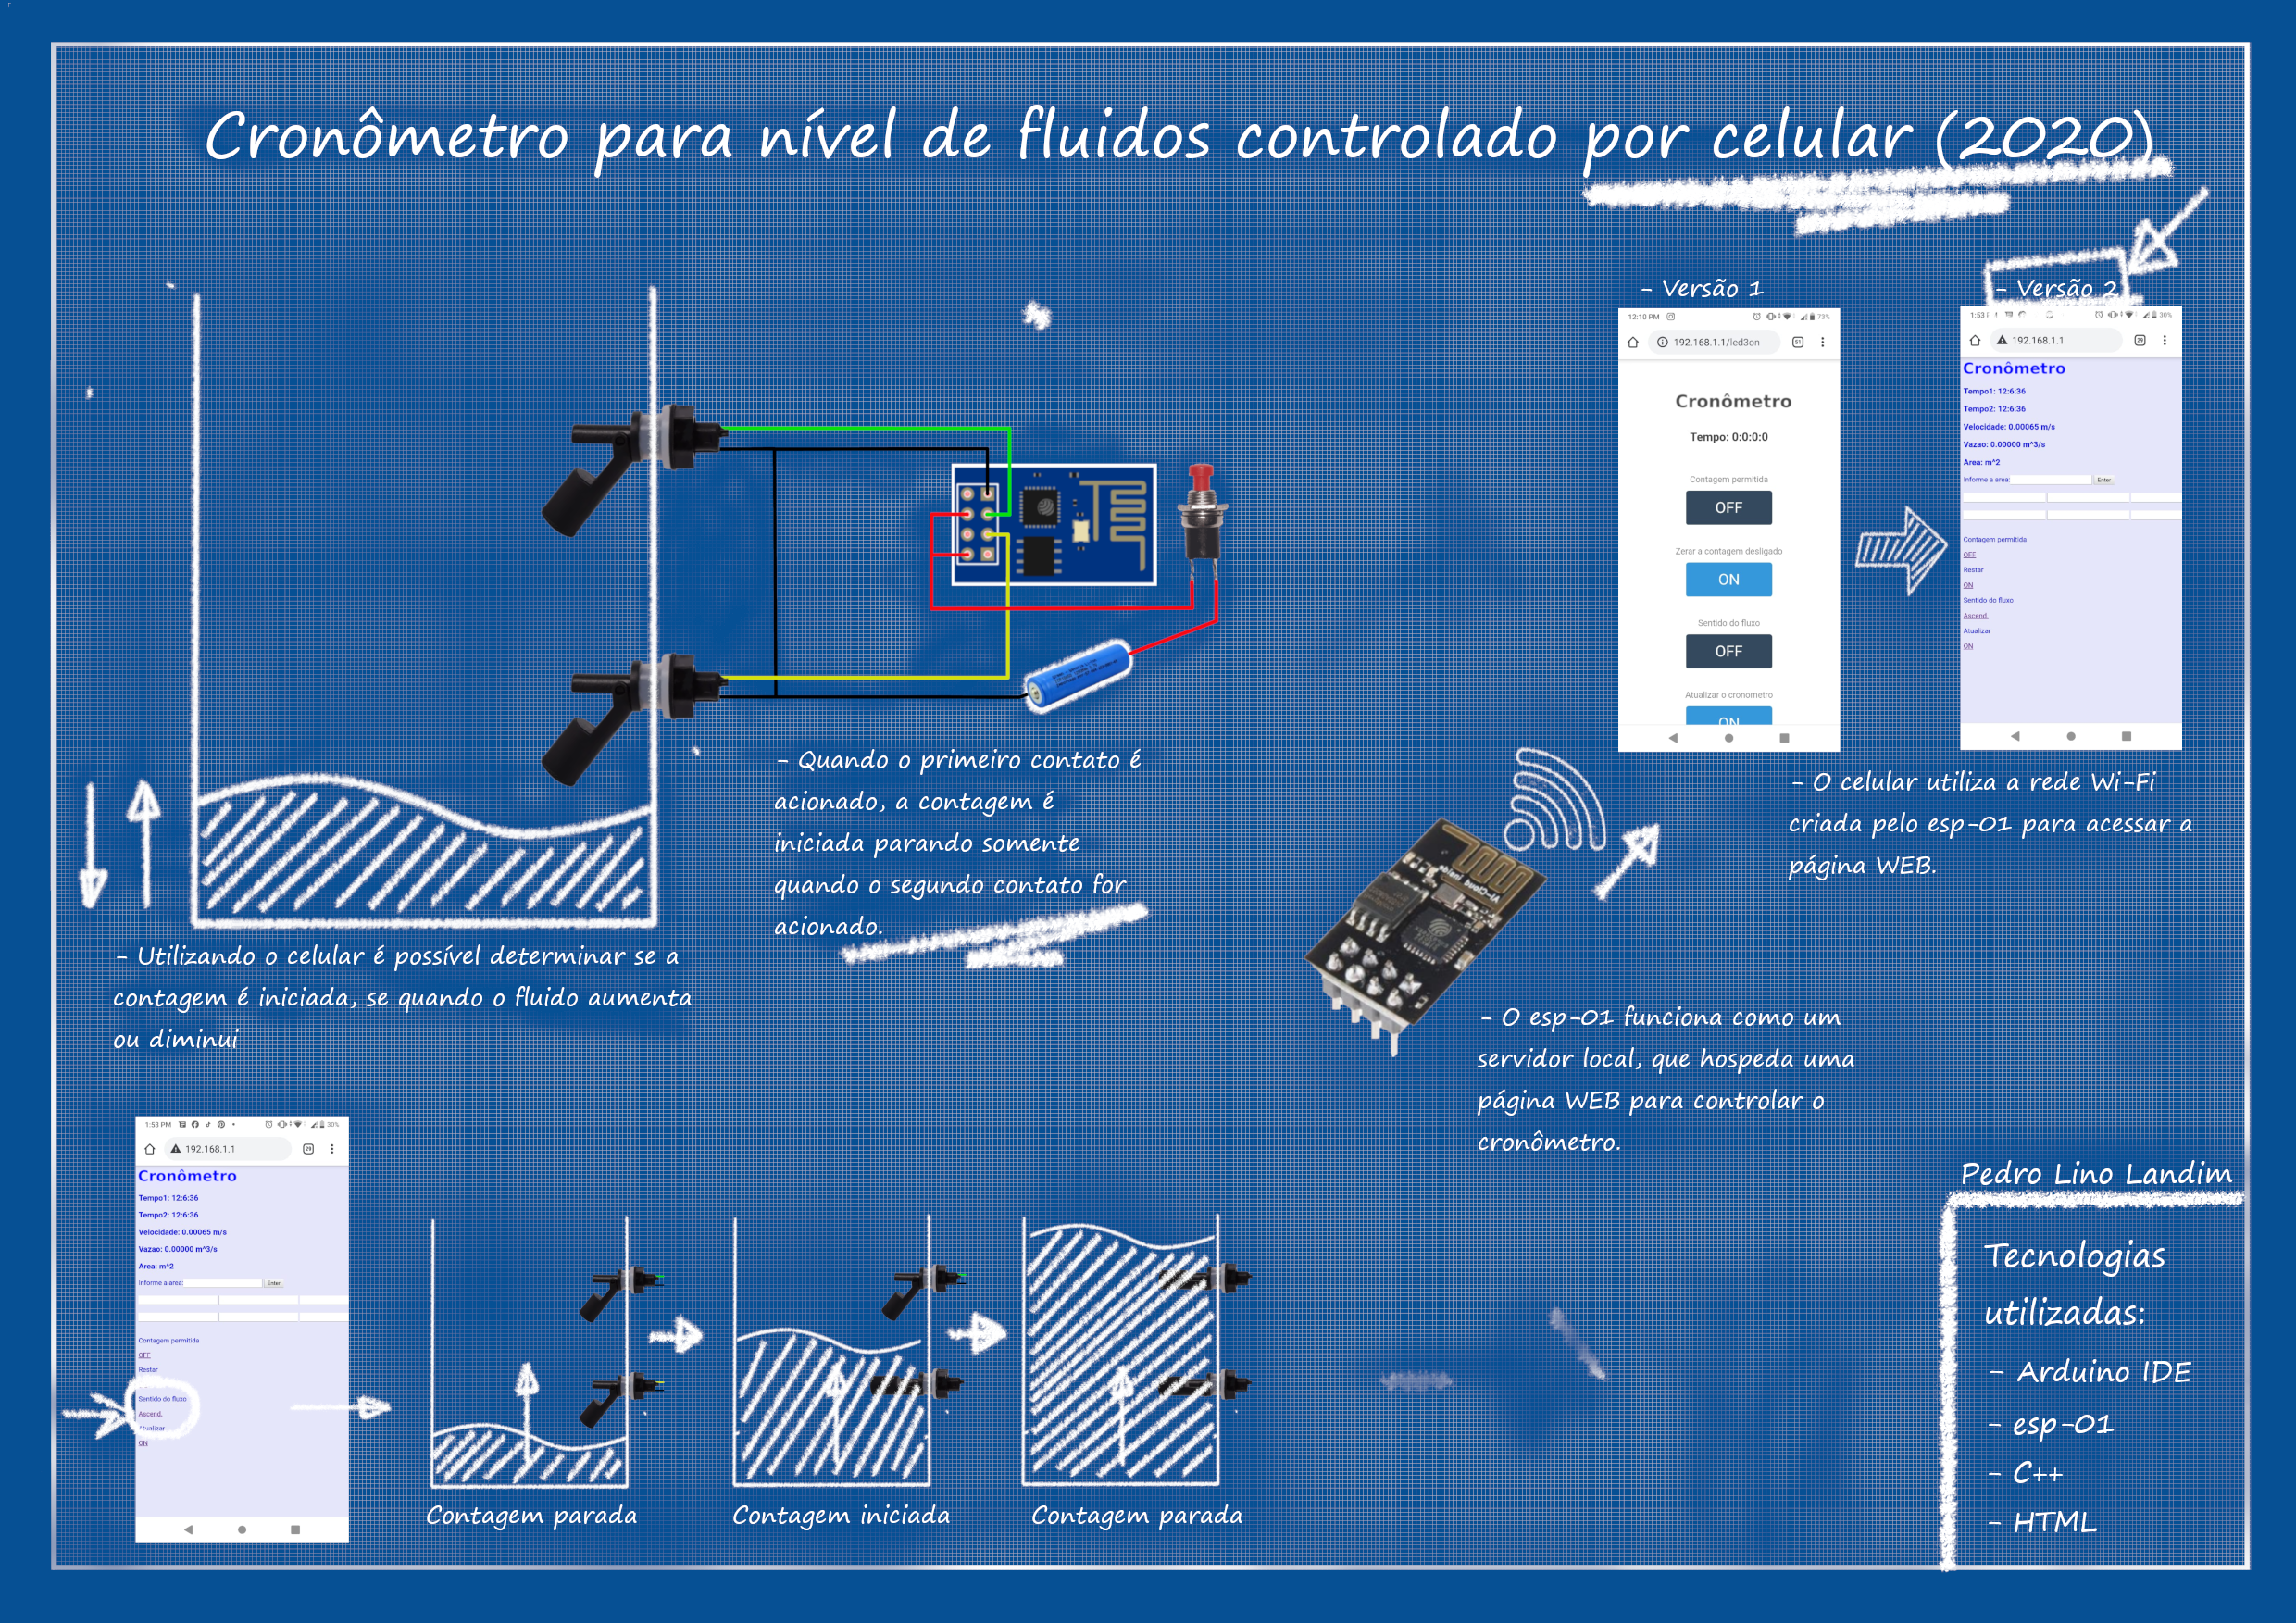 Cronômetro para nível de fluidos controlado por celular (2020)
- Versão 1
12:10 PM
73%
192.168.1.1/led3on
51
Cronômetro
Tempo: 0:0:0:0
Contagem permitida
OFF
Zerar a contagem desligado
ON
Sentido do fluxo
OFF
Atualizar o cronometro
ON
- Versão 2
1:53
30%
192.168.1.1
29
Cronômetro
Tempo1: 12:6:36
Tempo2: 12:6:36
Velocidade: 0.00065 m/s
Vazao: 0.00000 m^3/s
Area: m^2
Informe a area: Enter
Contagem permitida
OFF
Restar
ON
Sentido do fluxo
Ascend.
Atualizar
ON
- Quando o primeiro contato é
acionado, a contagem é
iniciada parando somente
quando o segundo contato for
acionado.
- O celular utiliza a rede Wi-Fi
criada pelo esp-01 para acessar a
página WEB.
- Utilizando o celular é possível determinar se a
contagem é iniciada, se quando o fluido aumenta
ou diminui
- O esp-01 funciona como um
servidor local, que hospeda uma
página WEB para controlar o
cronômetro.
1:53 PM
30%
192.168.1.1
29
Cronômetro
Tempo1: 12:6:36
Tempo2: 12:6:36
Velocidade: 0.00065 m/s
Vazao: 0.00000 m^3/s
Area: m^2
Informe a area: Enter
Contagem permitida
OFF
Restar
Sentido do fluxo
Ascend.
Atualizar
ON
Contagem parada
Contagem iniciada
Contagem parada
Pedro Lino Landim
Tecnologias
utilizadas:
- Arduino IDE
- esp-01
- C++
- HTML